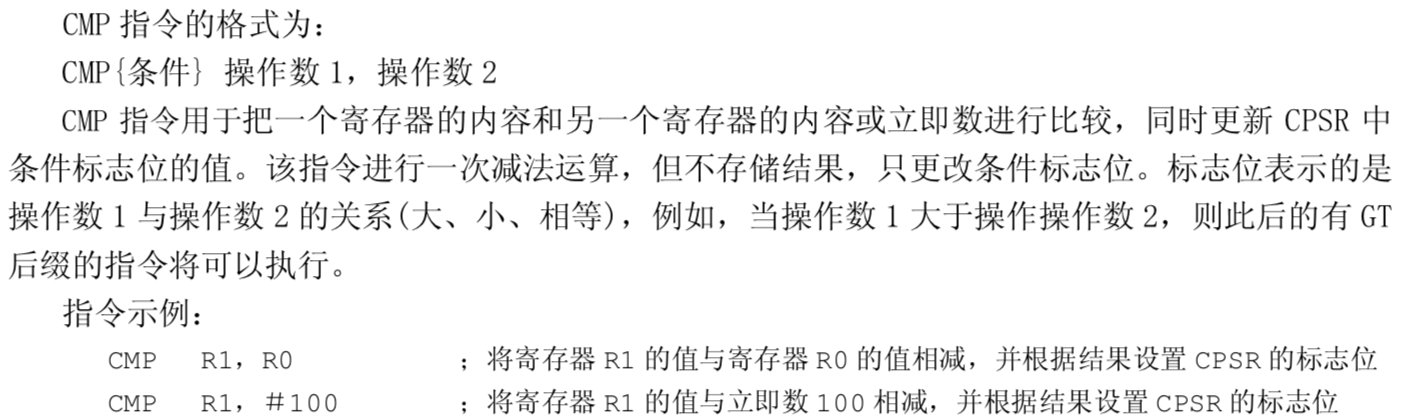 CMP 指令的格式为：
CMP{条件} 操作数 1，操作数 2
CMP 指令用于把一个寄存器的内容和另一个寄存器的内容或立即数进行比较，同时更新 CPSR 中
条件标志位的值。该指令进行一次减法运算，但不存储结果，只更改条件标志位。标志位表示的是
操作数 1 与操作数 2 的关系(大、小、相等)，例如，当操作数 1 大于操作操作数 2，则此后的有 GT
后缀的指令将可以执行。
指令示例：
CMP R1，R0 ；将寄存器 R1 的值与寄存器 R0 的值相减，并根据结果设置 CPSR 的标志位
CMP R1，＃100 ；将寄存器 R1 的值与立即数 100 相减，并根据结果设置 CPSR 的标志位